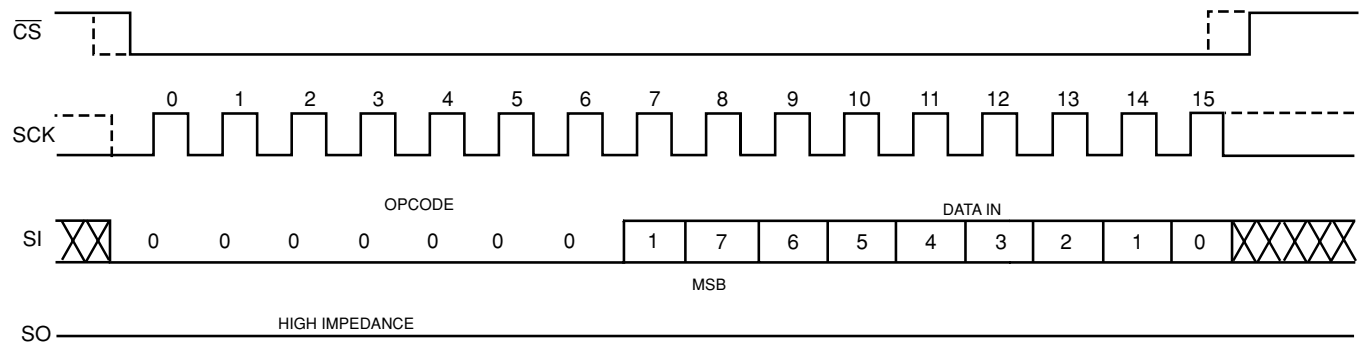 CS
0 1 2 3 4 5 6 7 8 9 10 11 12 13 14 15
SCK
OPCODE DATA IN
SI 0 0 0 0 0 0 0 1 7 6 5 4 3 2 1 0
MSB
HIGH IMPEDANCE
SO